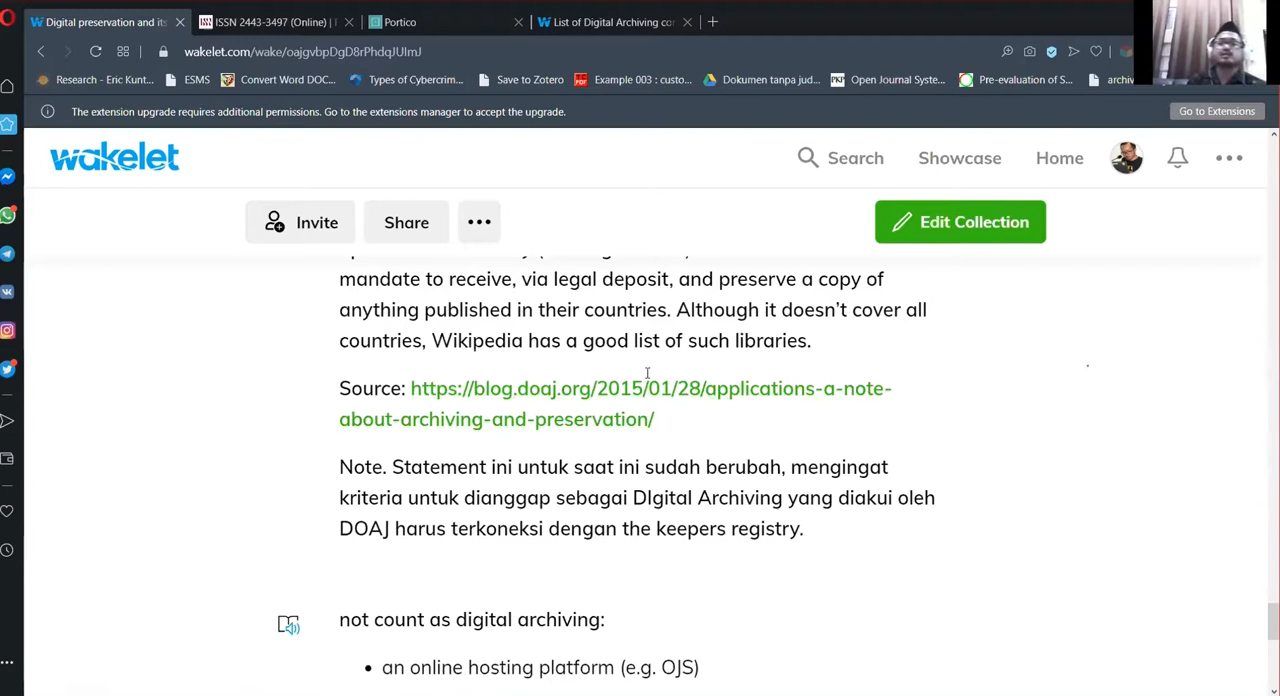 Digital preservation and its
ISSN 2443-3497 (Online) |
Portico
List of Digital Archiving co
wakelet.com/wake/oajgvbpDgD8rPhdqJUlmJ
Research - Eric Kunt...
ESMS
Convert Word DOC...
Types of Cybercrim...
Save to Zotero
Example 003 : custo...
Dokumen tanpa jud...
Open Journal Syste...
Pre-evaluation of S...
archiv
The extension upgrade requires additional permissions. Go to the extensions manager to accept the upgrade.
Go to Extensions
wakelet
Search
Showcase
Home
Invite
Share
Edit Collection
mandate to receive, via legal deposit, and preserve a copy of
anything published in their countries. Although it doesn’t cover all
countries, Wikipedia has a good list of such libraries.
Source: https://blog.doaj.org/2015/01/28/applications-a-note-
about-archiving-and-preservation/
Note. Statement ini untuk saat ini sudah berubah, mengingat
kriteria untuk dianggap sebagai DIgital Archiving yang diakui oleh
DOAJ harus terkoneksi dengan the keepers registry.
not count as digital archiving:
• an online hosting platform (e.g. OJS)